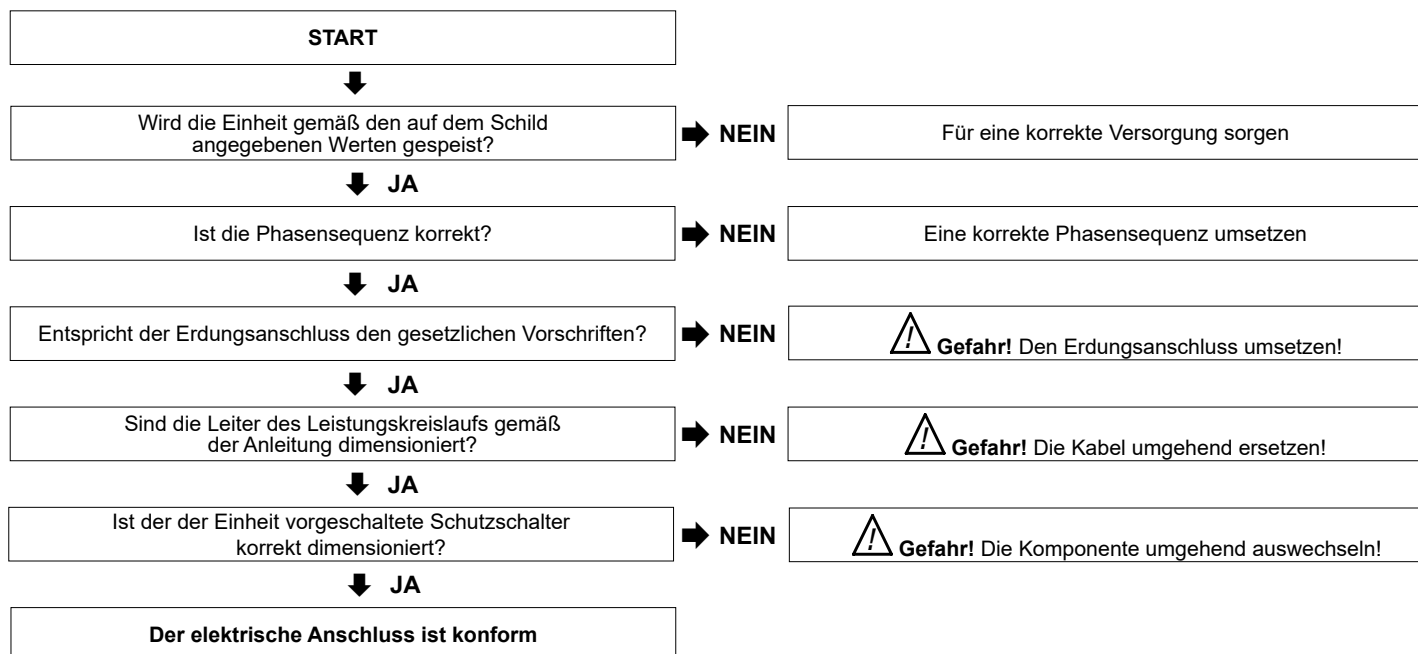 START
Wird die Einheit gemäß den auf dem Schild
angegebenen Werten gespeist?
NEIN
Für eine korrekte Versorgung sorgen
JA
Ist die Phasensequenz korrekt?
NEIN
Eine korrekte Phasensequenz umsetzen
JA
Entspricht der Erdungsanschluss den gesetzlichen Vorschriften?
NEIN
Gefahr! Den Erdungsanschluss umsetzen!
JA
Sind die Leiter des Leistungskreislaufs gemäß
der Anleitung dimensioniert?
NEIN
Gefahr! Die Kabel umgehend ersetzen!
JA
Ist der der Einheit vorgeschaltete Schutzschalter
korrekt dimensioniert?
NEIN
Gefahr! Die Komponente umgehend auswechseln!
JA
Der elektrische Anschluss ist konform